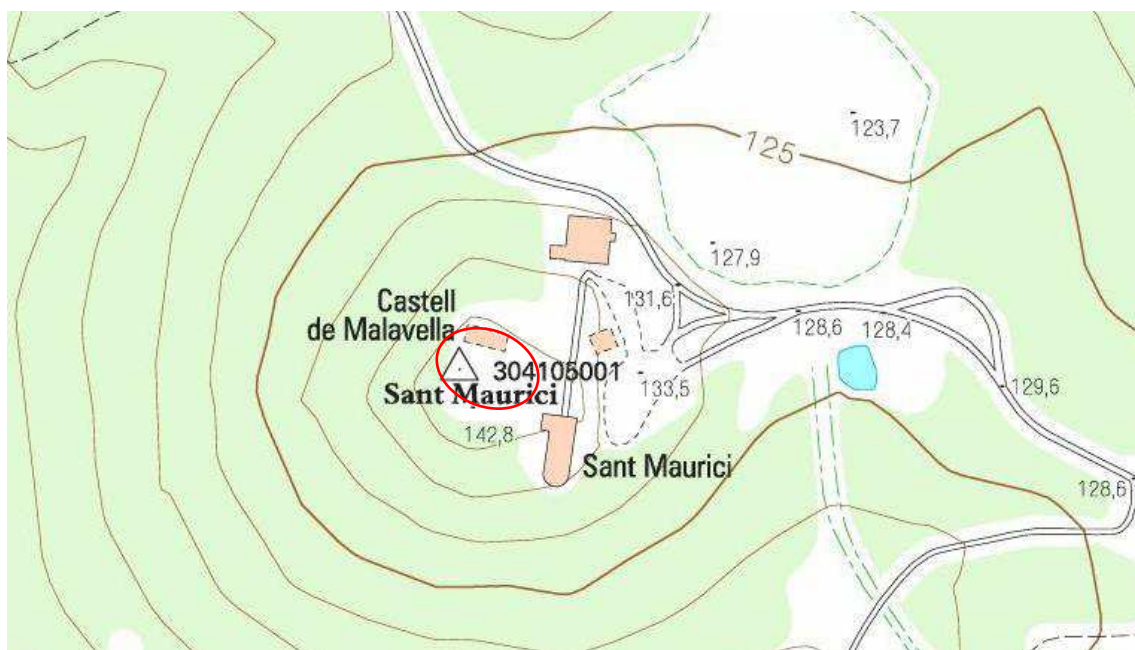 123,7
125
127,9
Castell
de Malavella
131,6
128,6
128,4
304105001
133,5
129,6
Sant Maurici
142,8
Sant Maurici
128,6